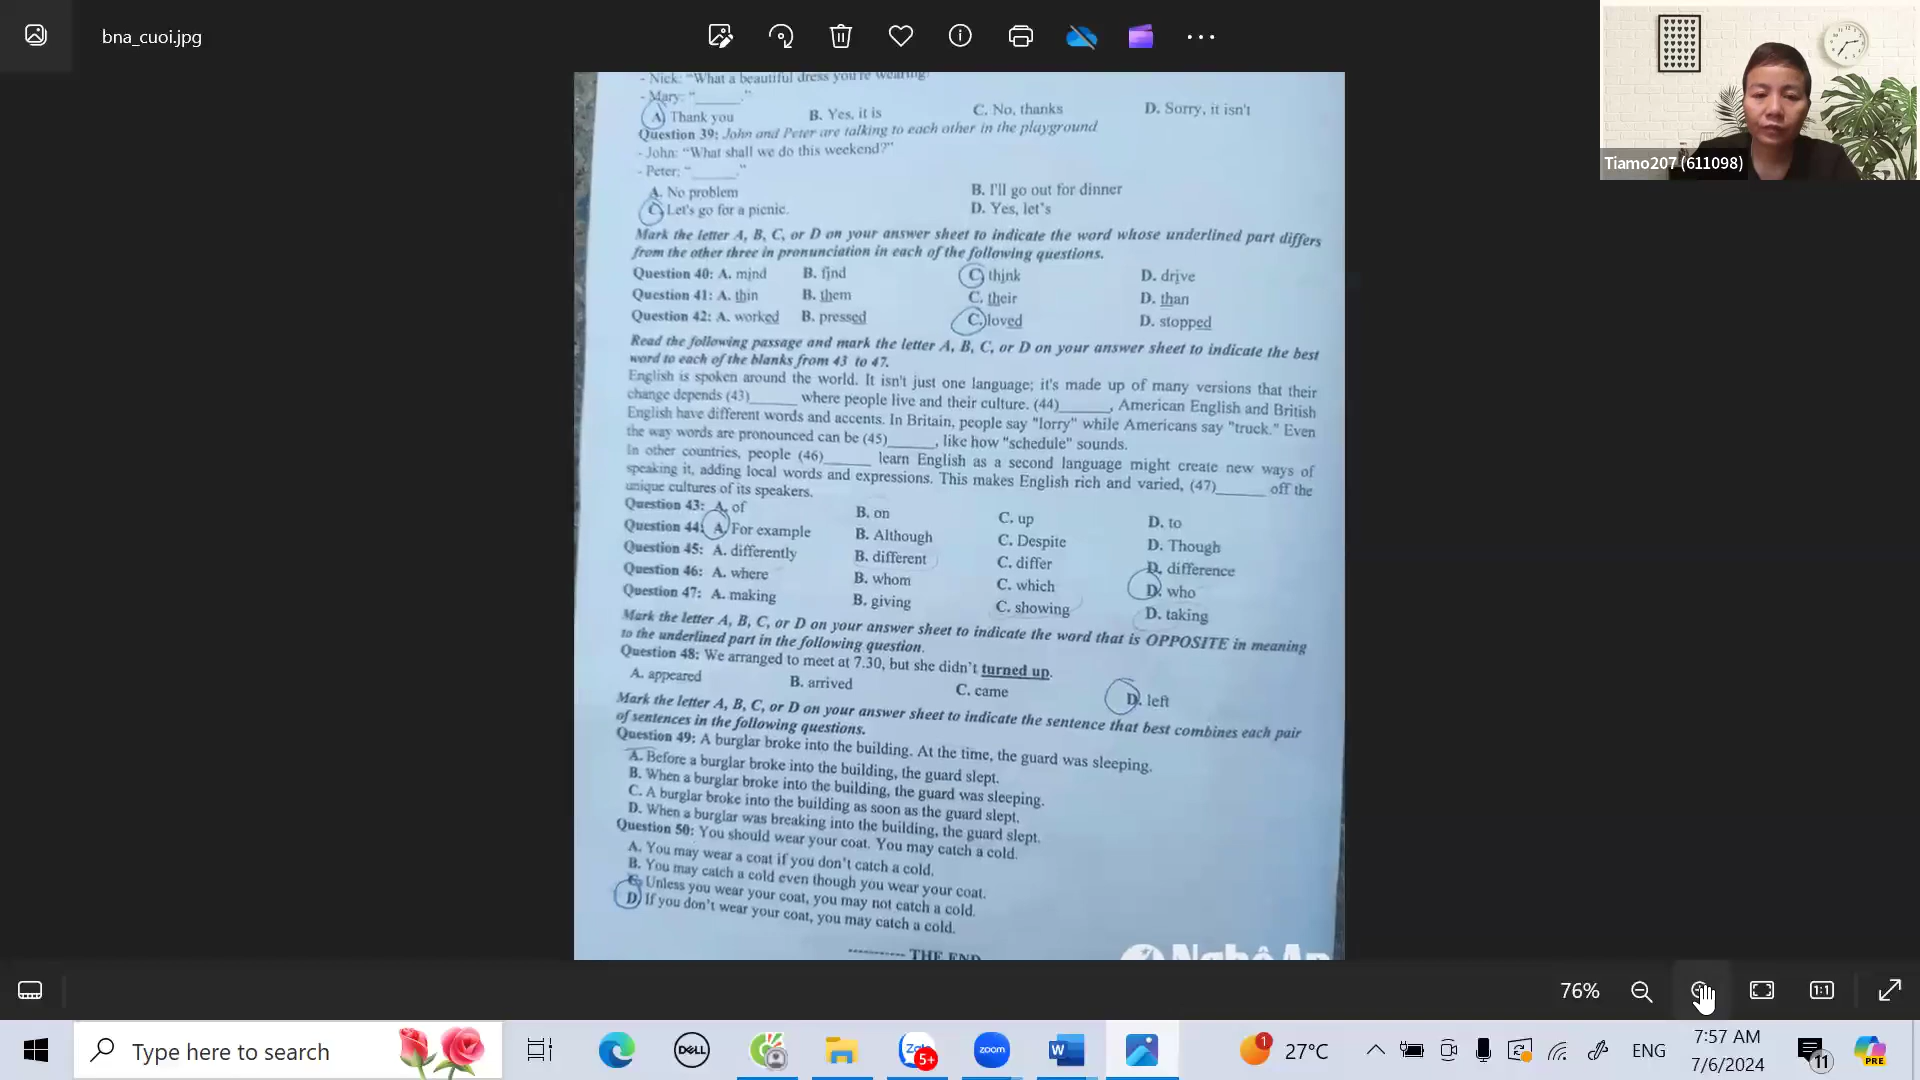 bna_cuoi.jpg
Tiamo207 (611098)
- Nick: "What a beautiful dress you're wearing!
- Mary: "______."
A. Thank you B. Yes, it is C. No, thanks D. Sorry, it isn't
Question 39: John and Peter are talking to each other in the playground
- John: "What shall we do this weekend?"
- Peter: "______."
A. No problem B. I'll go out for dinner
C. Let's go for a picnic. D. Yes, let's
Mark the letter A, B, C, or D on your answer sheet to indicate the word whose underlined part differs
from the other three in pronunciation in each of the following questions.
Question 40: A. mind B. find C. think D. drive
Question 41: A. thin B. them C. their D. than
Question 42: A. worked B. pressed C. loved D. stopped
Read the following passage and mark the letter A, B, C, or D on your answer sheet to indicate the best
word to each of the blanks from 43 to 47.
English is spoken around the world. It isn't just one language; it's made up of many versions that their
change depends (43)______ where people live and their culture. (44)______, American English and British
English have different words and accents. In Britain, people say "lorry" while Americans say "truck." Even
the way words are pronounced can be (45)______, like how "schedule" sounds.
In other countries, people (46)______ learn English as a second language might create new ways of
speaking it, adding local words and expressions. This makes English rich and varied, (47)______ off the
unique cultures of its speakers.
Question 43: A. of B. on C. up D. to
Question 44: A. For example B. Although C. Despite D. Though
Question 45: A. differently B. different C. differ D. difference
Question 46: A. where B. whom C. which D. who
Question 47: A. making B. giving C. showing D. taking
Mark the letter A, B, C, or D on your answer sheet to indicate the word that is OPPOSITE in meaning
to the underlined part in the following question.
Question 48: We arranged to meet at 7.30, but she didn't turned up.
A. appeared B. arrived C. came D. left
Mark the letter A, B, C, or D on your answer sheet to indicate the sentence that best combines each pair
of sentences in the following questions.
Question 49: A burglar broke into the building. At the time, the guard was sleeping.
A. Before a burglar broke into the building, the guard slept.
B. When a burglar broke into the building, the guard was sleeping.
C. A burglar broke into the building as soon as the guard slept.
D. When a burglar was breaking into the building, the guard slept.
Question 50: You should wear your coat. You may catch a cold.
A. You may wear a coat if you don't catch a cold.
B. You may catch a cold even though you wear your coat.
C. Unless you wear your coat, you may not catch a cold.
D. If you don't wear your coat, you may catch a cold.
---------- THE END
Nghệ An
76%
1:1
Type here to search
DELL
Zalo
5+
zoom
W
1
27°C
ENG
7:57 AM
7/6/2024
11
PRE